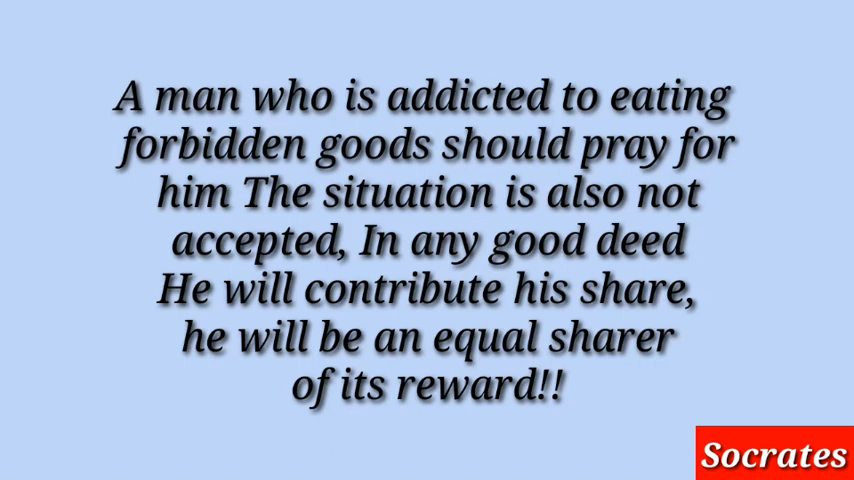 A man who is addicted to eating
forbidden goods should pray for
him The situation is also not
accepted, In any good deed
He will contribute his share,
he will be an equal sharer
of its reward!!
Socrates